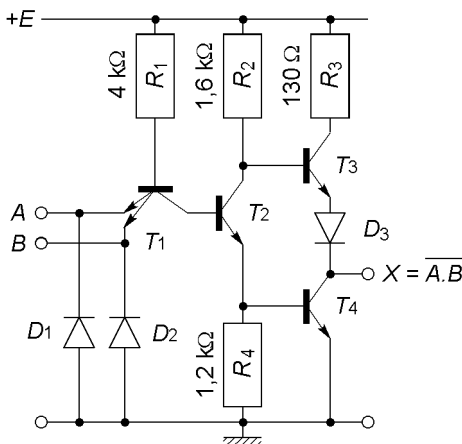 +E
4 kΩ
R1
1,6 kΩ
R2
130 Ω
R3
A
B
T1
T2
T3
D3
X = \overline{A.B}
T4
D1
D2
1,2 kΩ
R4